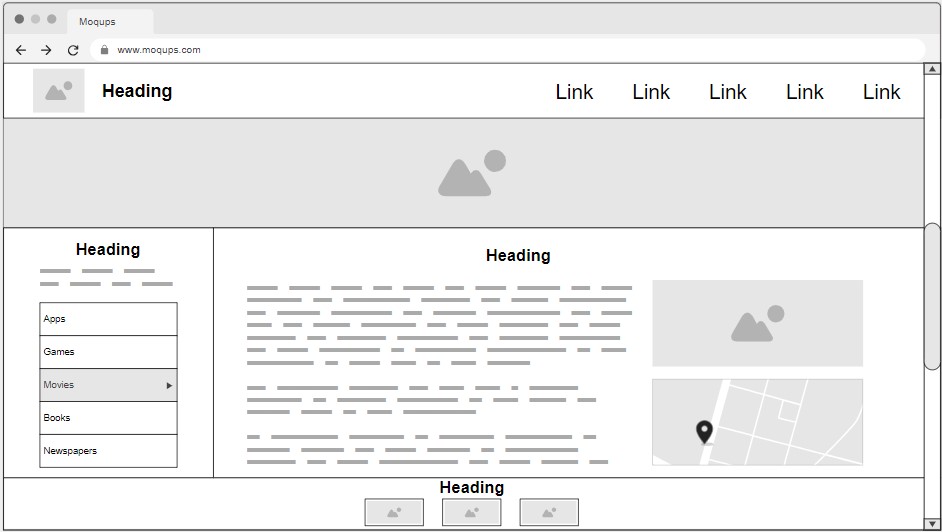 Moqups
www.moqups.com
Heading
Link Link Link Link Link
Heading
Apps
Games
Movies
Books
Newspapers
Heading
Heading